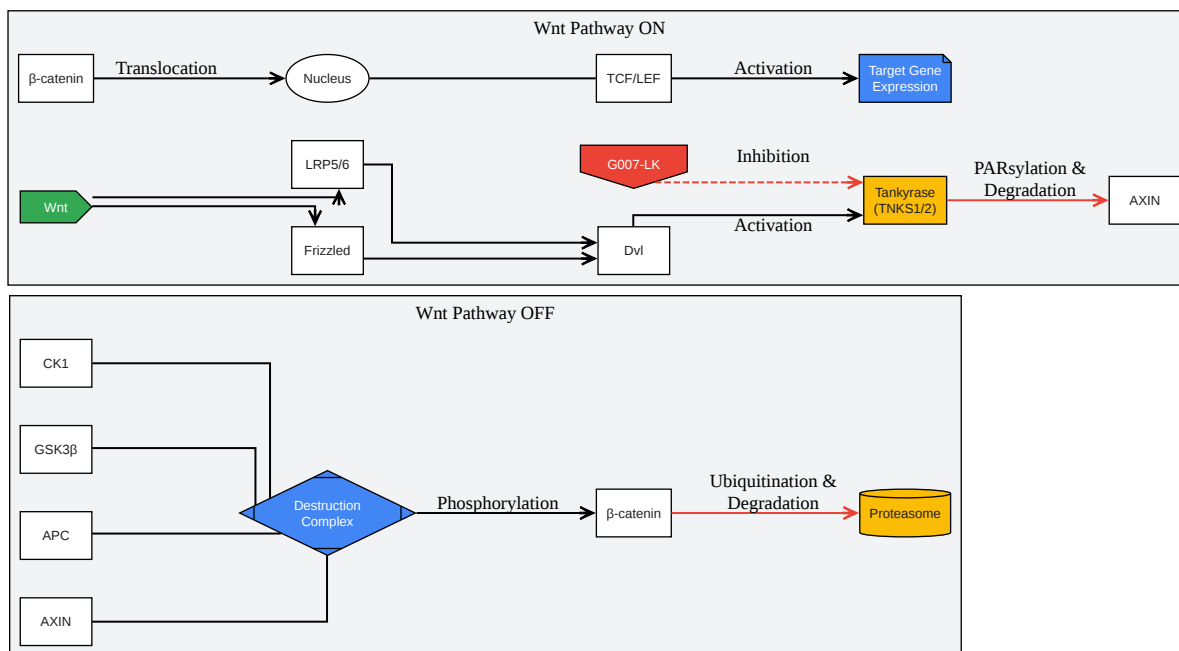 Wnt Pathway ON
β-catenin
Translocation
Nucleus
TCF/LEF
Activation
Target Gene
Expression
LRP5/6
G007-LK
Inhibition
PARsylation &
Degradation
Wnt
Tankyrase
(TNKS1/2)
AXIN
Frizzled
Dvl
Activation
Wnt Pathway OFF
CK1
GSK3β
APC
AXIN
Destruction
Complex
Phosphorylation
β-catenin
Ubiquitination &
Degradation
Proteasome